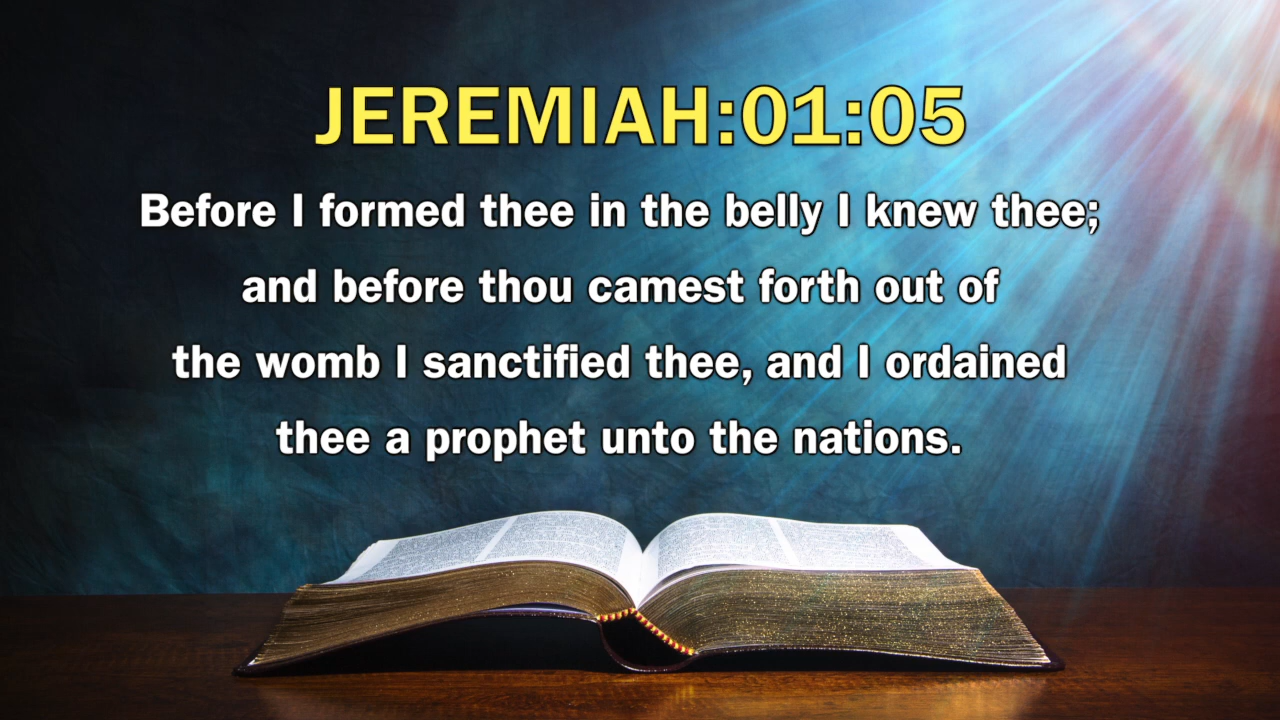 JEREMIAH:01:05
Before I formed thee in the belly I knew thee;
and before thou camest forth out of
the womb I sanctified thee, and I ordained
thee a prophet unto the nations.